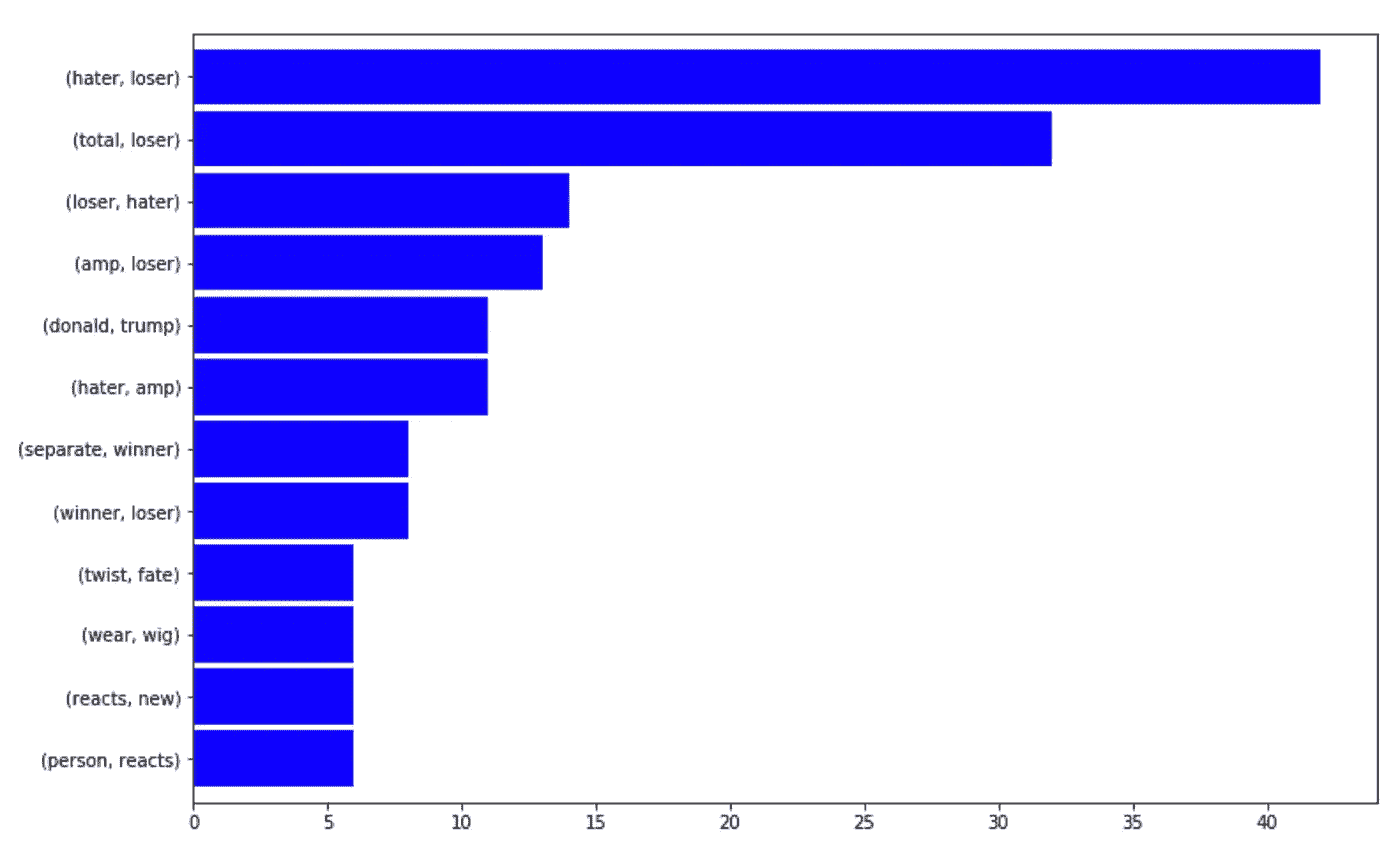 (hater, loser)
(total, loser)
(loser, hater)
(amp, loser)
(donald, trump)
(hater, amp)
(separate, winner)
(winner, loser)
(twist, fate)
(wear, wig)
(reacts, new)
(person, reacts)
0 5 10 15 20 25 30 35 40